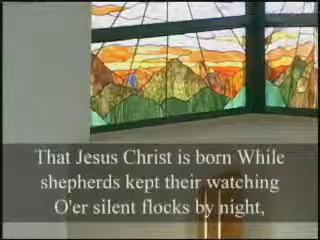 That Jesus Christ is born While
shepherds kept their watching
O'er silent flocks by night,